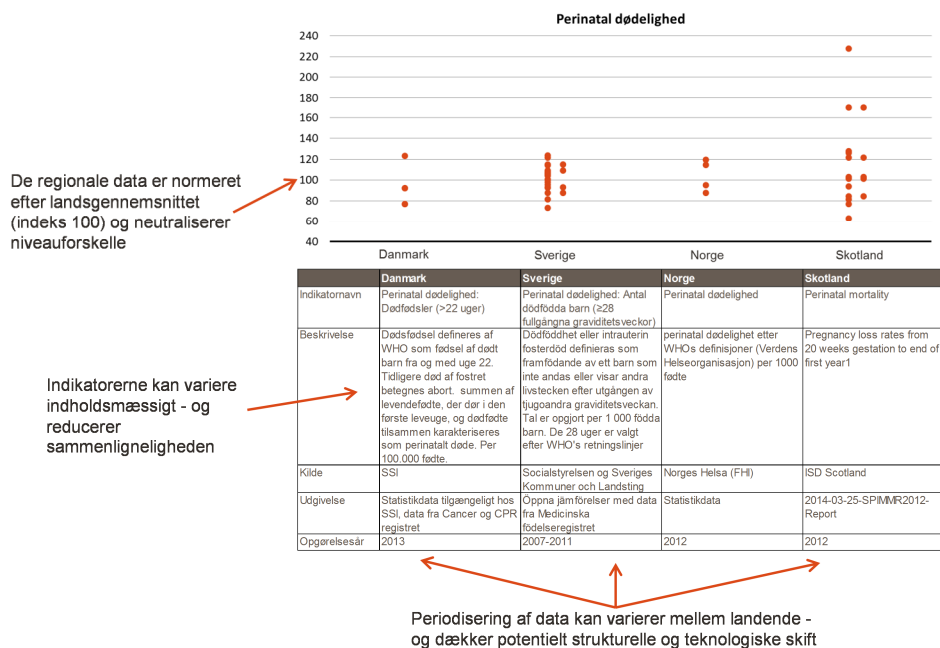 Perinatal dødelighed
240
220
200
180
160
140
120
100
80
60
40
Danmark Sverige Norge Skotland
De regionale data er normeret
efter landsgennemsnittet
(indeks 100) og neutraliserer
niveauforskelle
Danmark Sverige Norge Skotland
Indikatornavn
Perinatal dødelighed:
Dødfødsler (>22 uger)
Perinatal dødelighed: Antal
dödfödda barn (≥28
fullgångna graviditetsveckor)
Perinatal dødelighed
Perinatal mortality
Beskrivelse
Dødsfødsel defineres af
WHO som fødsel af dødt
barn fra og med uge 22.
Tidligere død af fostret
betegnes abort. summen af
levendefødte, der dør i den
første leveuge, og dødfødte
tilsammen karakteriseres
som perinatalt døde. Per
100.000 fødte.
Dödföddhet eller intrauterin
fosterdöd definieras som
framfödande av ett barn som
inte andas eller visar andra
livstecken efter utgången av
tjugoandra graviditetsveckan.
Tal er opgjort per 1 000 födda
barn. De 28 uger er valgt
efter WHO's retningslinjer
perinatal dødelighet etter
WHOs definisjoner (Verdens
Helseorganisasjon) per 1000
fødte
Pregnancy loss rates from
20 weeks gestation to end of
first year1
Indikatorerne kan variere
indholdsmæssigt - og
reducerer
sammenligneligheden
Kilde
SSI
Socialstyrelsen og Sveriges
Kommuner och Landsting
Norges Helsa (FHI)
ISD Scotland
Udgivelse
Statistikdata tilgængeligt hos
SSI, data fra Cancer og CPR
registret
Öppna jämförelser med data
fra Medicinska
födelseregistret
Statistikdata
2014-03-25-SPIMMR2012-
Report
Opgørelsesår 2013 2007-2011 2012 2012
Periodisering af data kan varierer mellem landende -
og dækker potentielt strukturelle og teknologiske skift